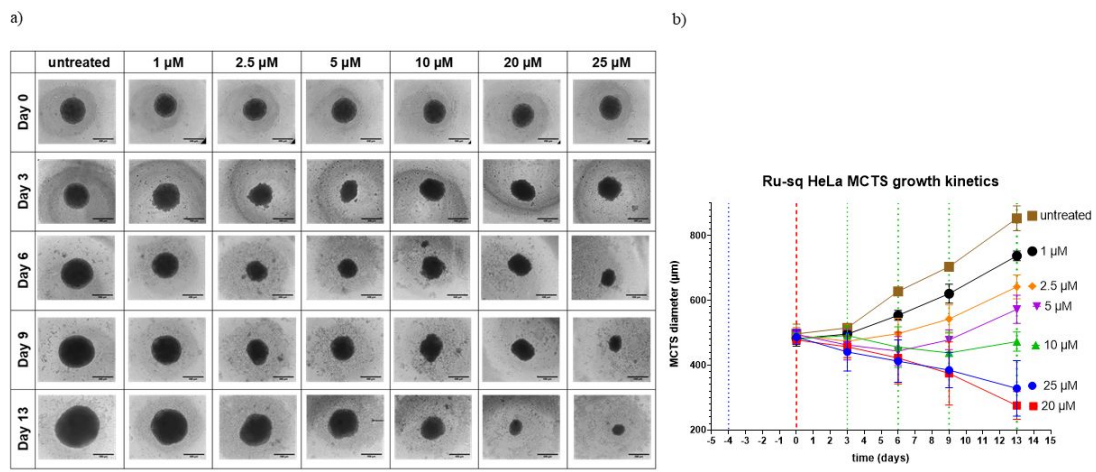 a)
b)
untreated 1 µM 2.5 µM 5 µM 10 µM 20 µM 25 µM
Day 0
Day 3
Day 6
Day 9
Day 13
Ru-sq HeLa MCTS growth kinetics
MCTS diameter (µm)
800
600
400
200
-5 -4 -3 -2 -1 0 1 2 3 4 5 6 7 8 9 10 11 12 13 14 15
time (days)
untreated
1 µM
2.5 µM
5 µM
10 µM
25 µM
20 µM